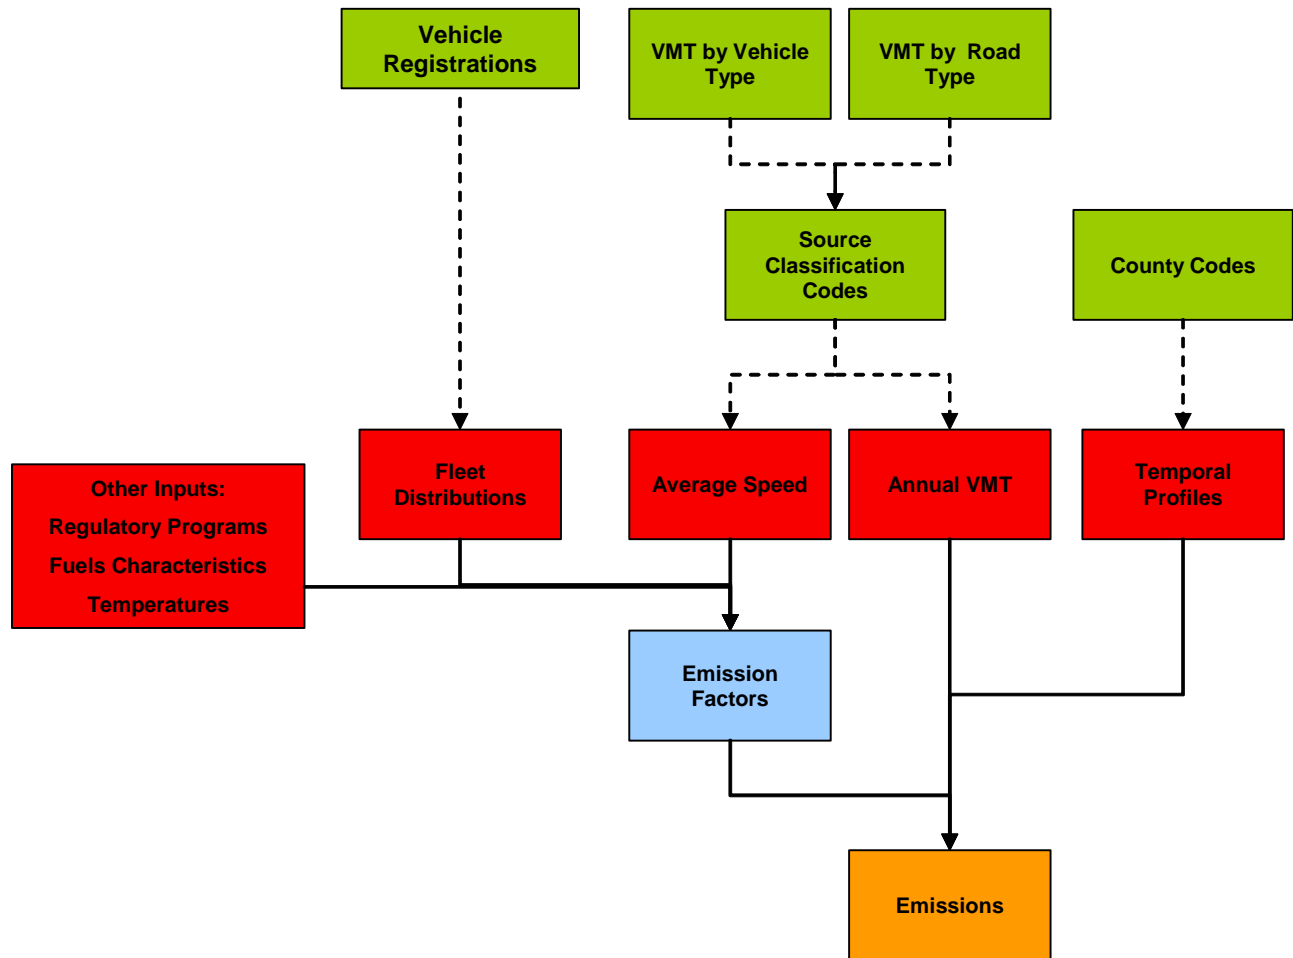 Vehicle
Registrations
VMT by Vehicle
Type
VMT by Road
Type
Source
Classification
Codes
County Codes
Other Inputs:
Regulatory Programs
Fuels Characteristics
Temperatures
Fleet
Distributions
Average Speed
Annual VMT
Temporal
Profiles
Emission
Factors
Emissions